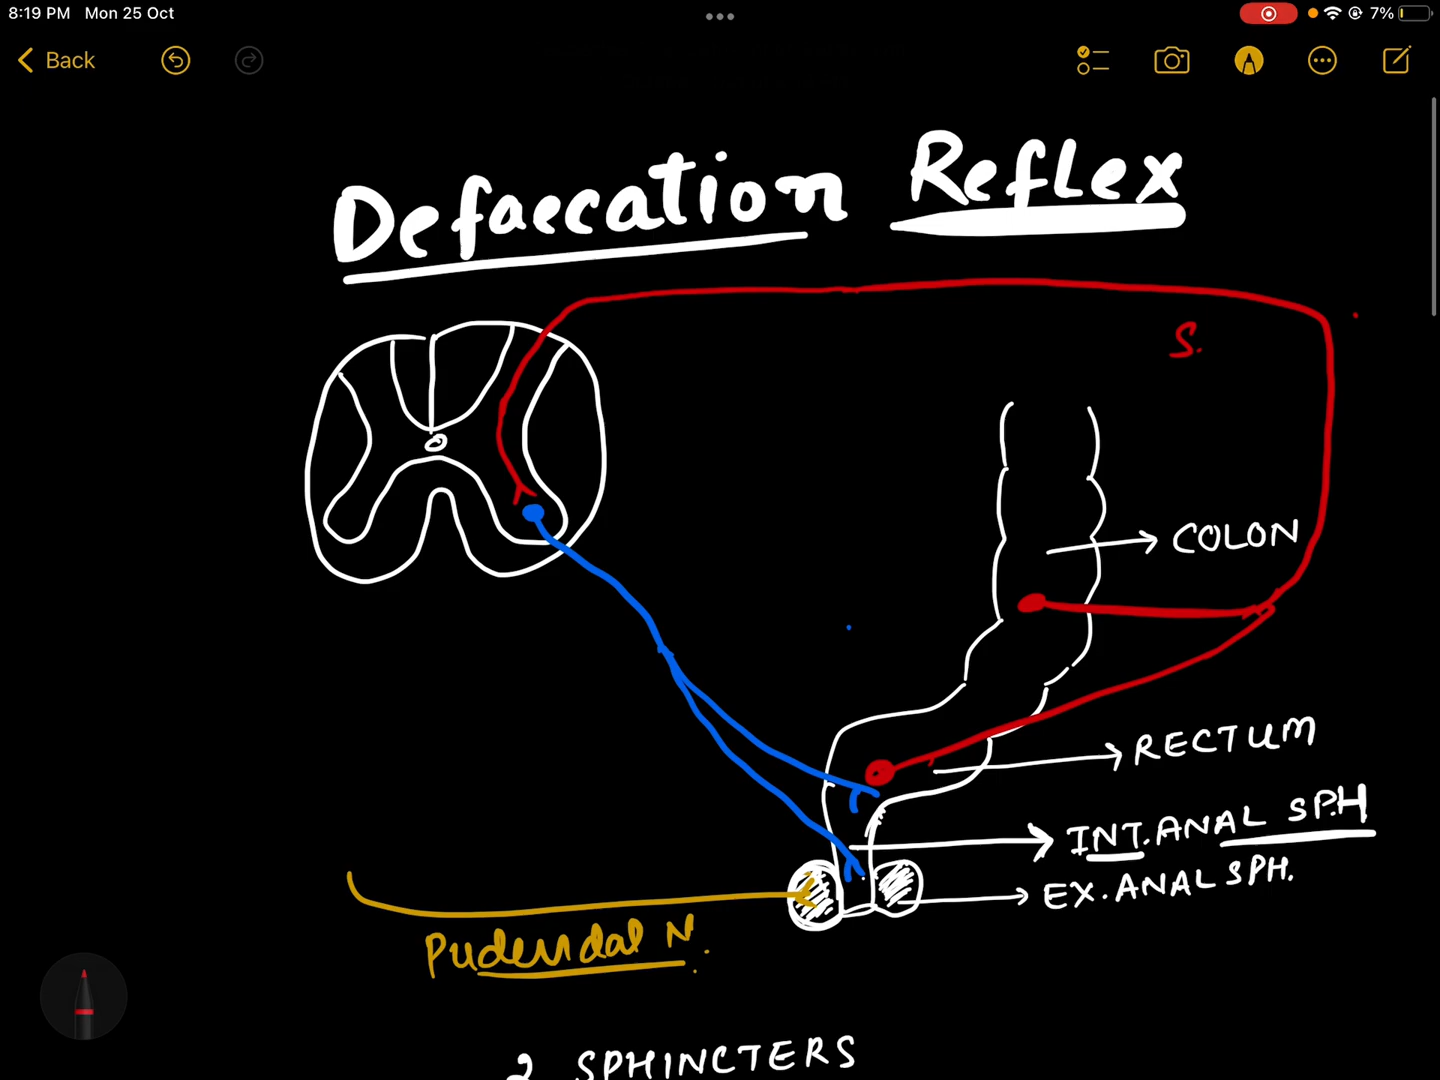 8:19 PM Mon 25 Oct
7%
Back
Defaecation Reflex
S.
COLON
RECTUM
INT. ANAL SPH
EX. ANAL SPH.
Pudendal N.
2 SPHINCTERS